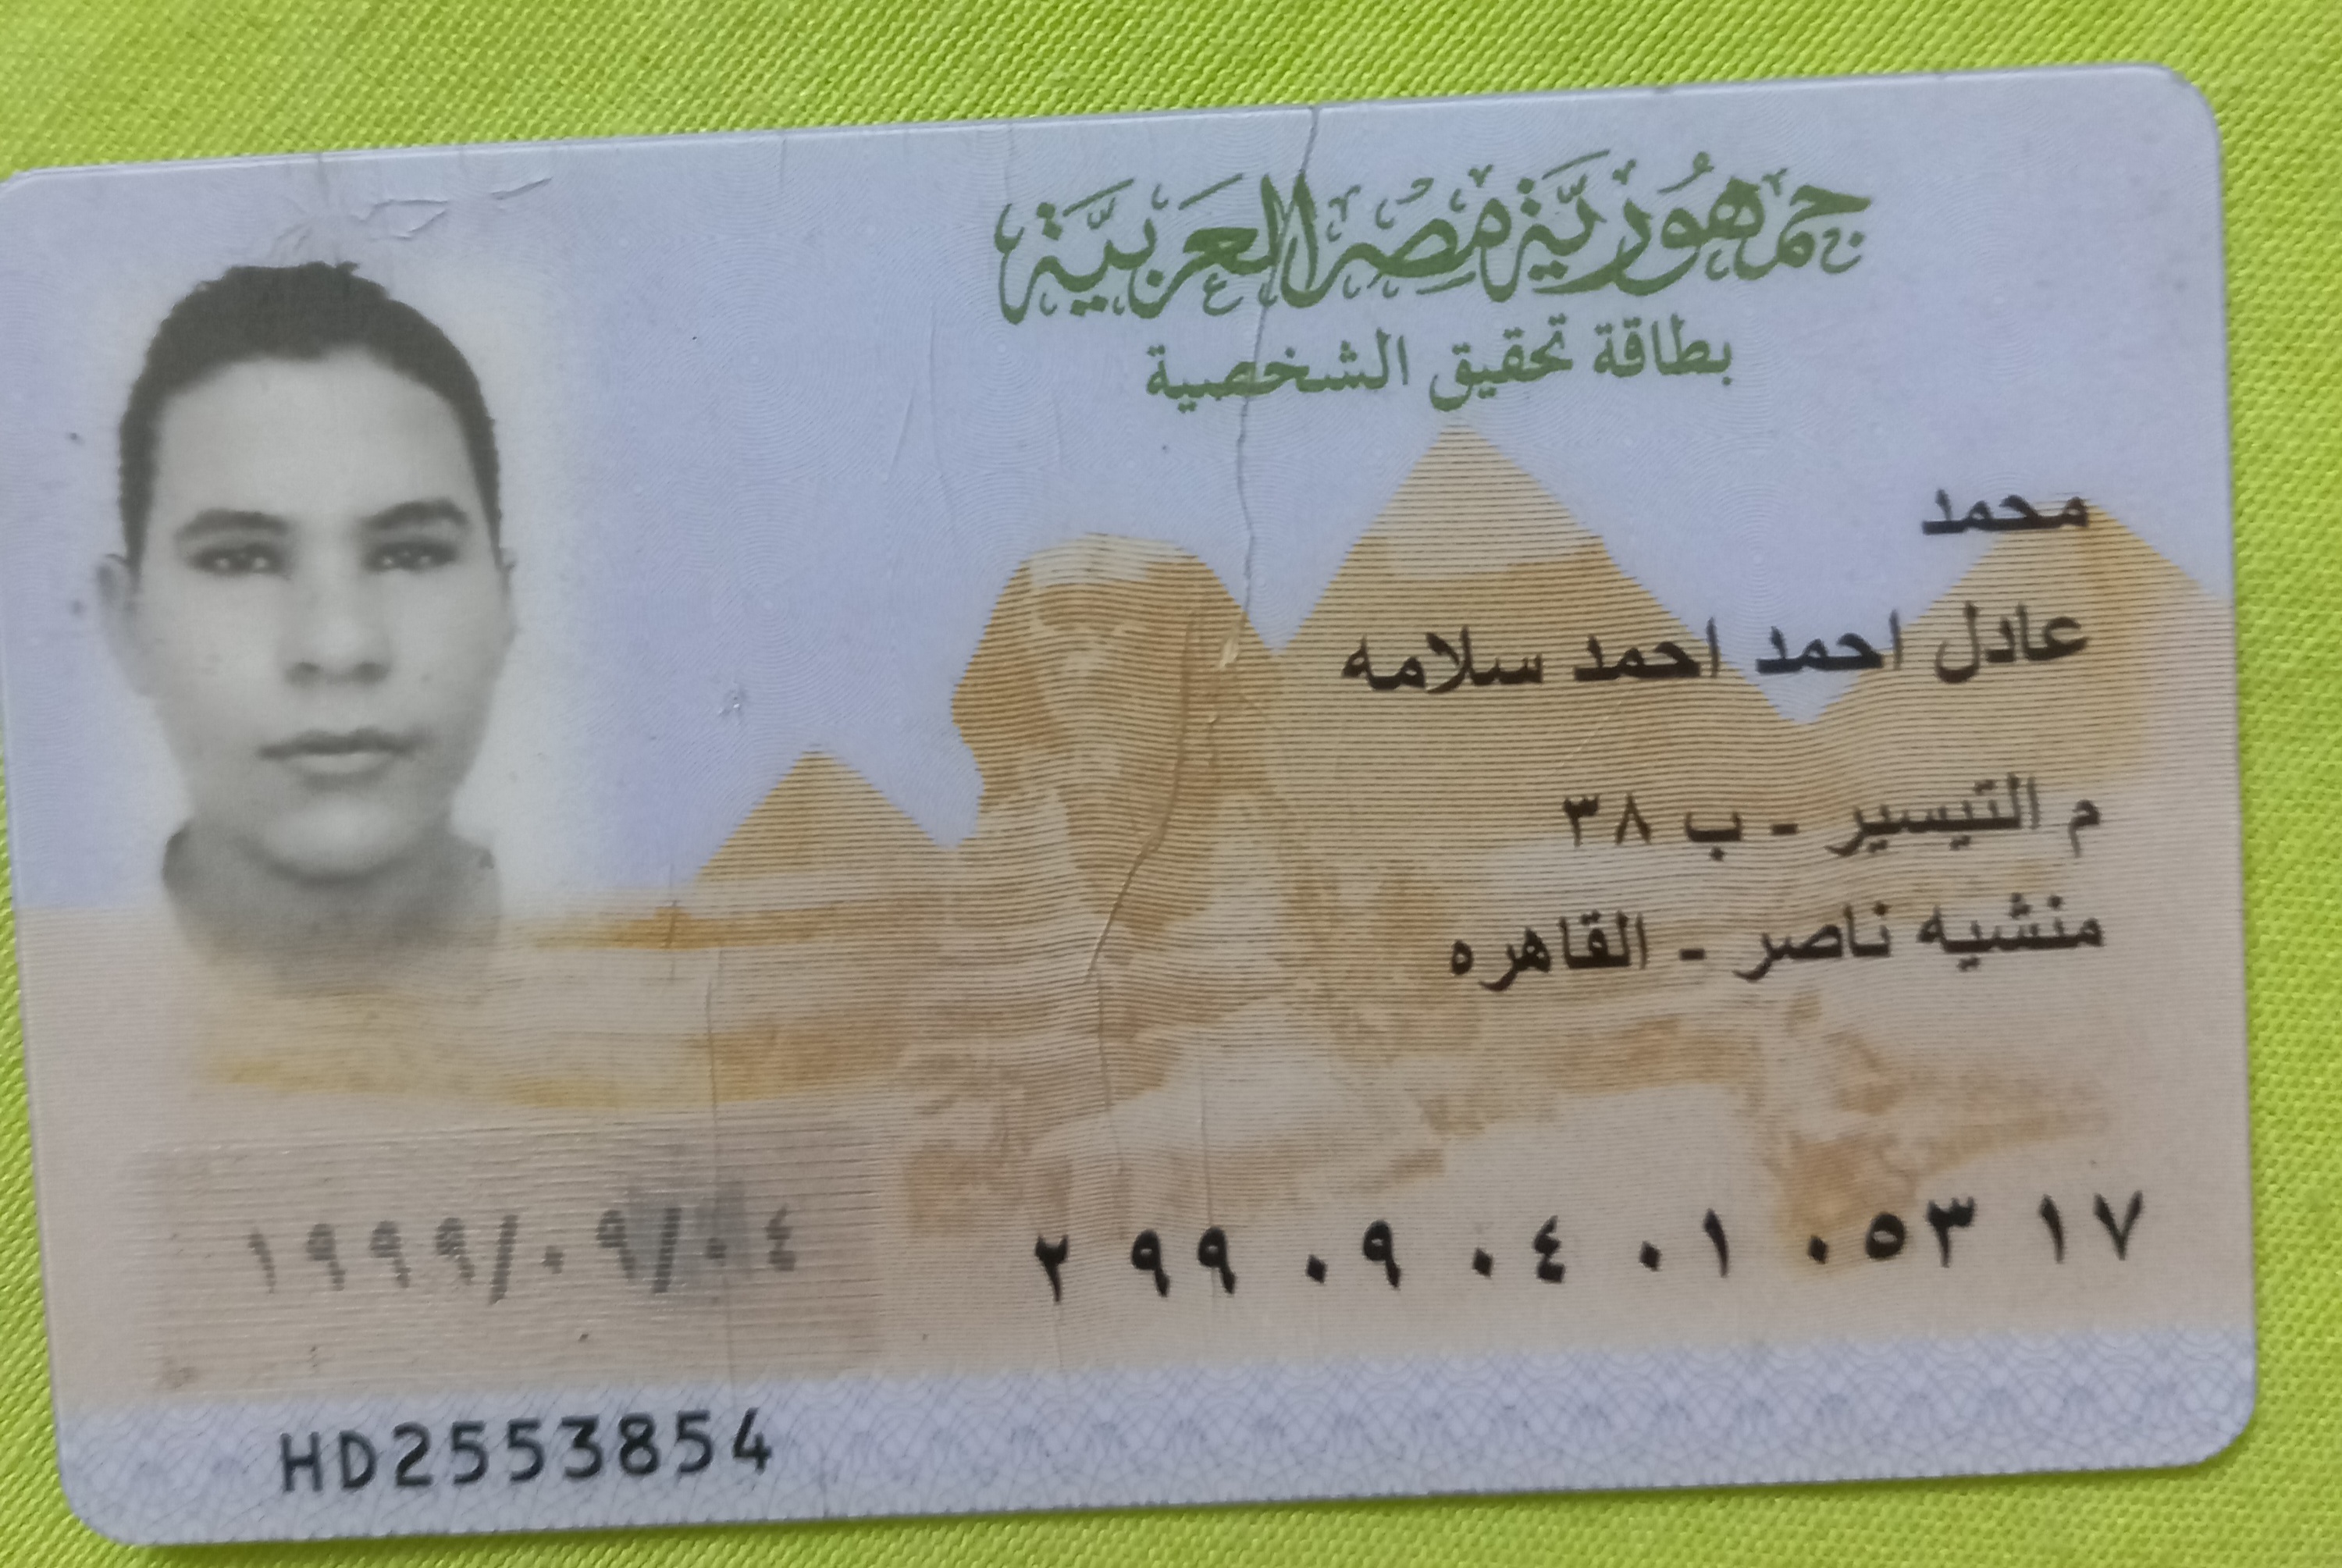 جمهورية مصر العربية
بطاقة تحقيق الشخصية
محمد
عادل احمد احمد سلامه
م التيسير - ب ٣٨
منشيه ناصر - القاهره
٢ ٩٩ ٠٩ ٠٤ ٠١ ٠٥٣ ١٧
١٩٩٩/٠٩/٠٤
HD2553854